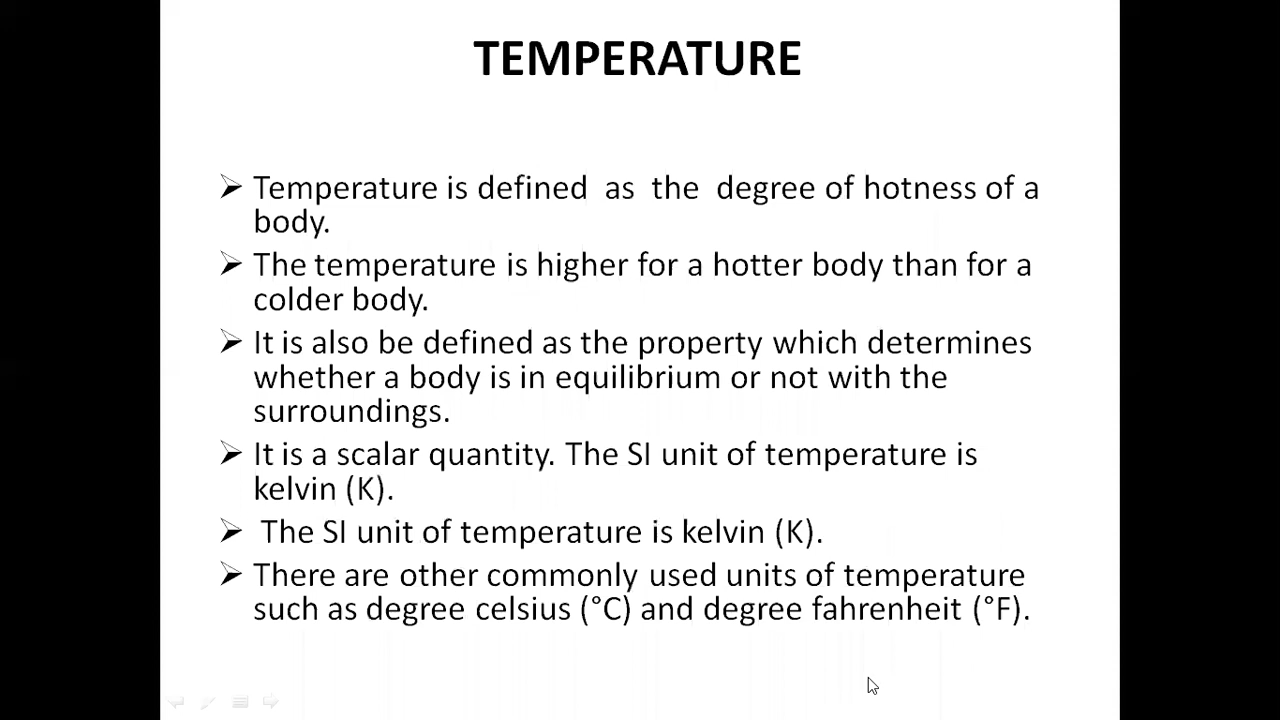 TEMPERATURE
➢ Temperature is defined as the degree of hotness of a
body.
➢ The temperature is higher for a hotter body than for a
colder body.
➢ It is also be defined as the property which determines
whether a body is in equilibrium or not with the
surroundings.
➢ It is a scalar quantity. The SI unit of temperature is
kelvin (K).
➢ The SI unit of temperature is kelvin (K).
➢ There are other commonly used units of temperature
such as degree celsius (°C) and degree fahrenheit (°F).